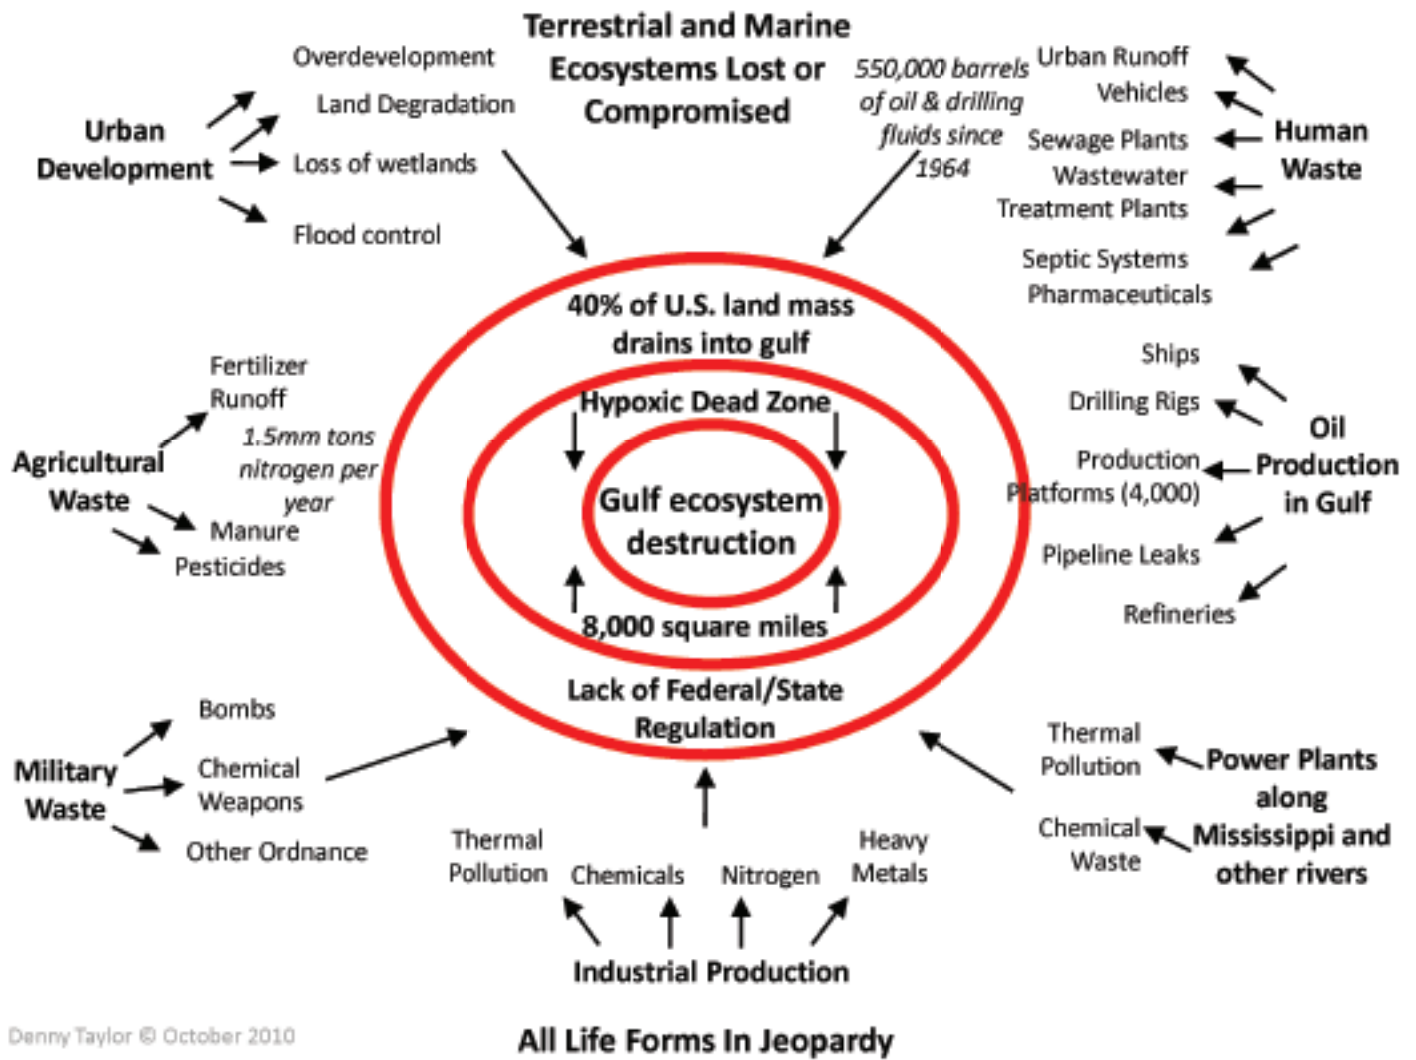 Terrestrial and Marine
Ecosystems Lost or
Compromised
Urban
Development
Overdevelopment
Land Degradation
Loss of wetlands
Flood control
550,000 barrels
of oil & drilling
fluids since
1964
Human
Waste
Urban Runoff
Vehicles
Sewage Plants
Wastewater
Treatment Plants
Septic Systems
Pharmaceuticals
40% of U.S. land mass
drains into gulf
Hypoxic Dead Zone
Gulf ecosystem
destruction
8,000 square miles
Lack of Federal/State
Regulation
Agricultural
Waste
Fertilizer
Runoff
1.5mm tons
nitrogen per
year
Manure
Pesticides
Oil
Production
in Gulf
Ships
Drilling Rigs
Production
Platforms (4,000)
Pipeline Leaks
Refineries
Military
Waste
Bombs
Chemical
Weapons
Other Ordnance
Power Plants
along
Mississippi and
other rivers
Thermal
Pollution
Chemical
Waste
Thermal
Pollution
Chemicals
Nitrogen
Heavy
Metals
Industrial Production
All Life Forms In Jeopardy
Denny Taylor © October 2010